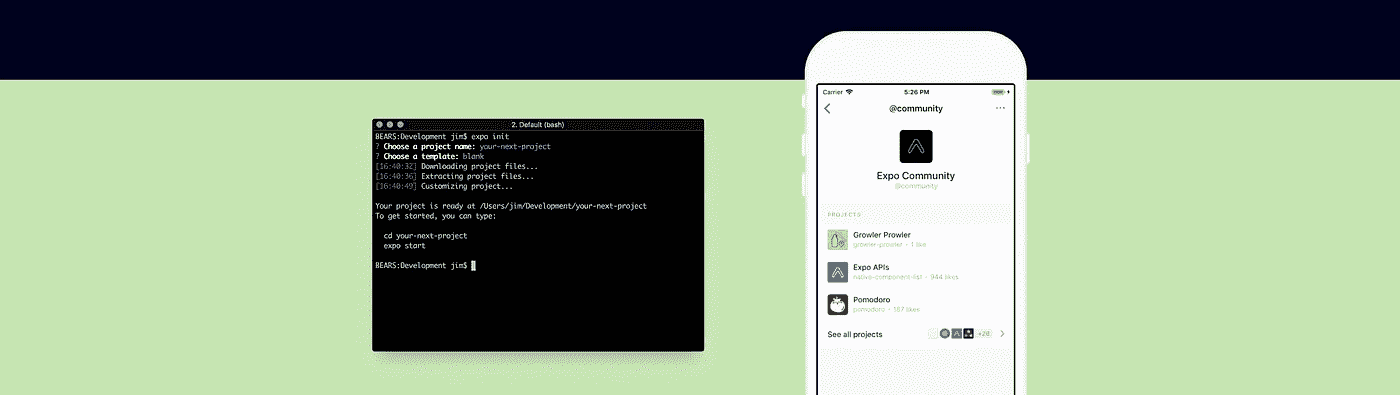 2. Default (bash)
BEARS:Development jim$ expo init
? Choose a project name: your-next-project
? Choose a template: blank
[16:40:32] Downloading project files...
[16:40:36] Extracting project files...
[16:40:49] Customizing project...
Your project is ready at /Users/jim/Development/your-next-project
To get started, you can type:
cd your-next-project
expo start
BEARS:Development jim$
Carrier 5:26 PM
@community
Expo Community
@community
PROJECTS
Growler Prowler
growler-prowler · 1 like
Expo APIs
native-component-list · 944 likes
Pomodoro
pomodoro · 187 likes
See all projects +20